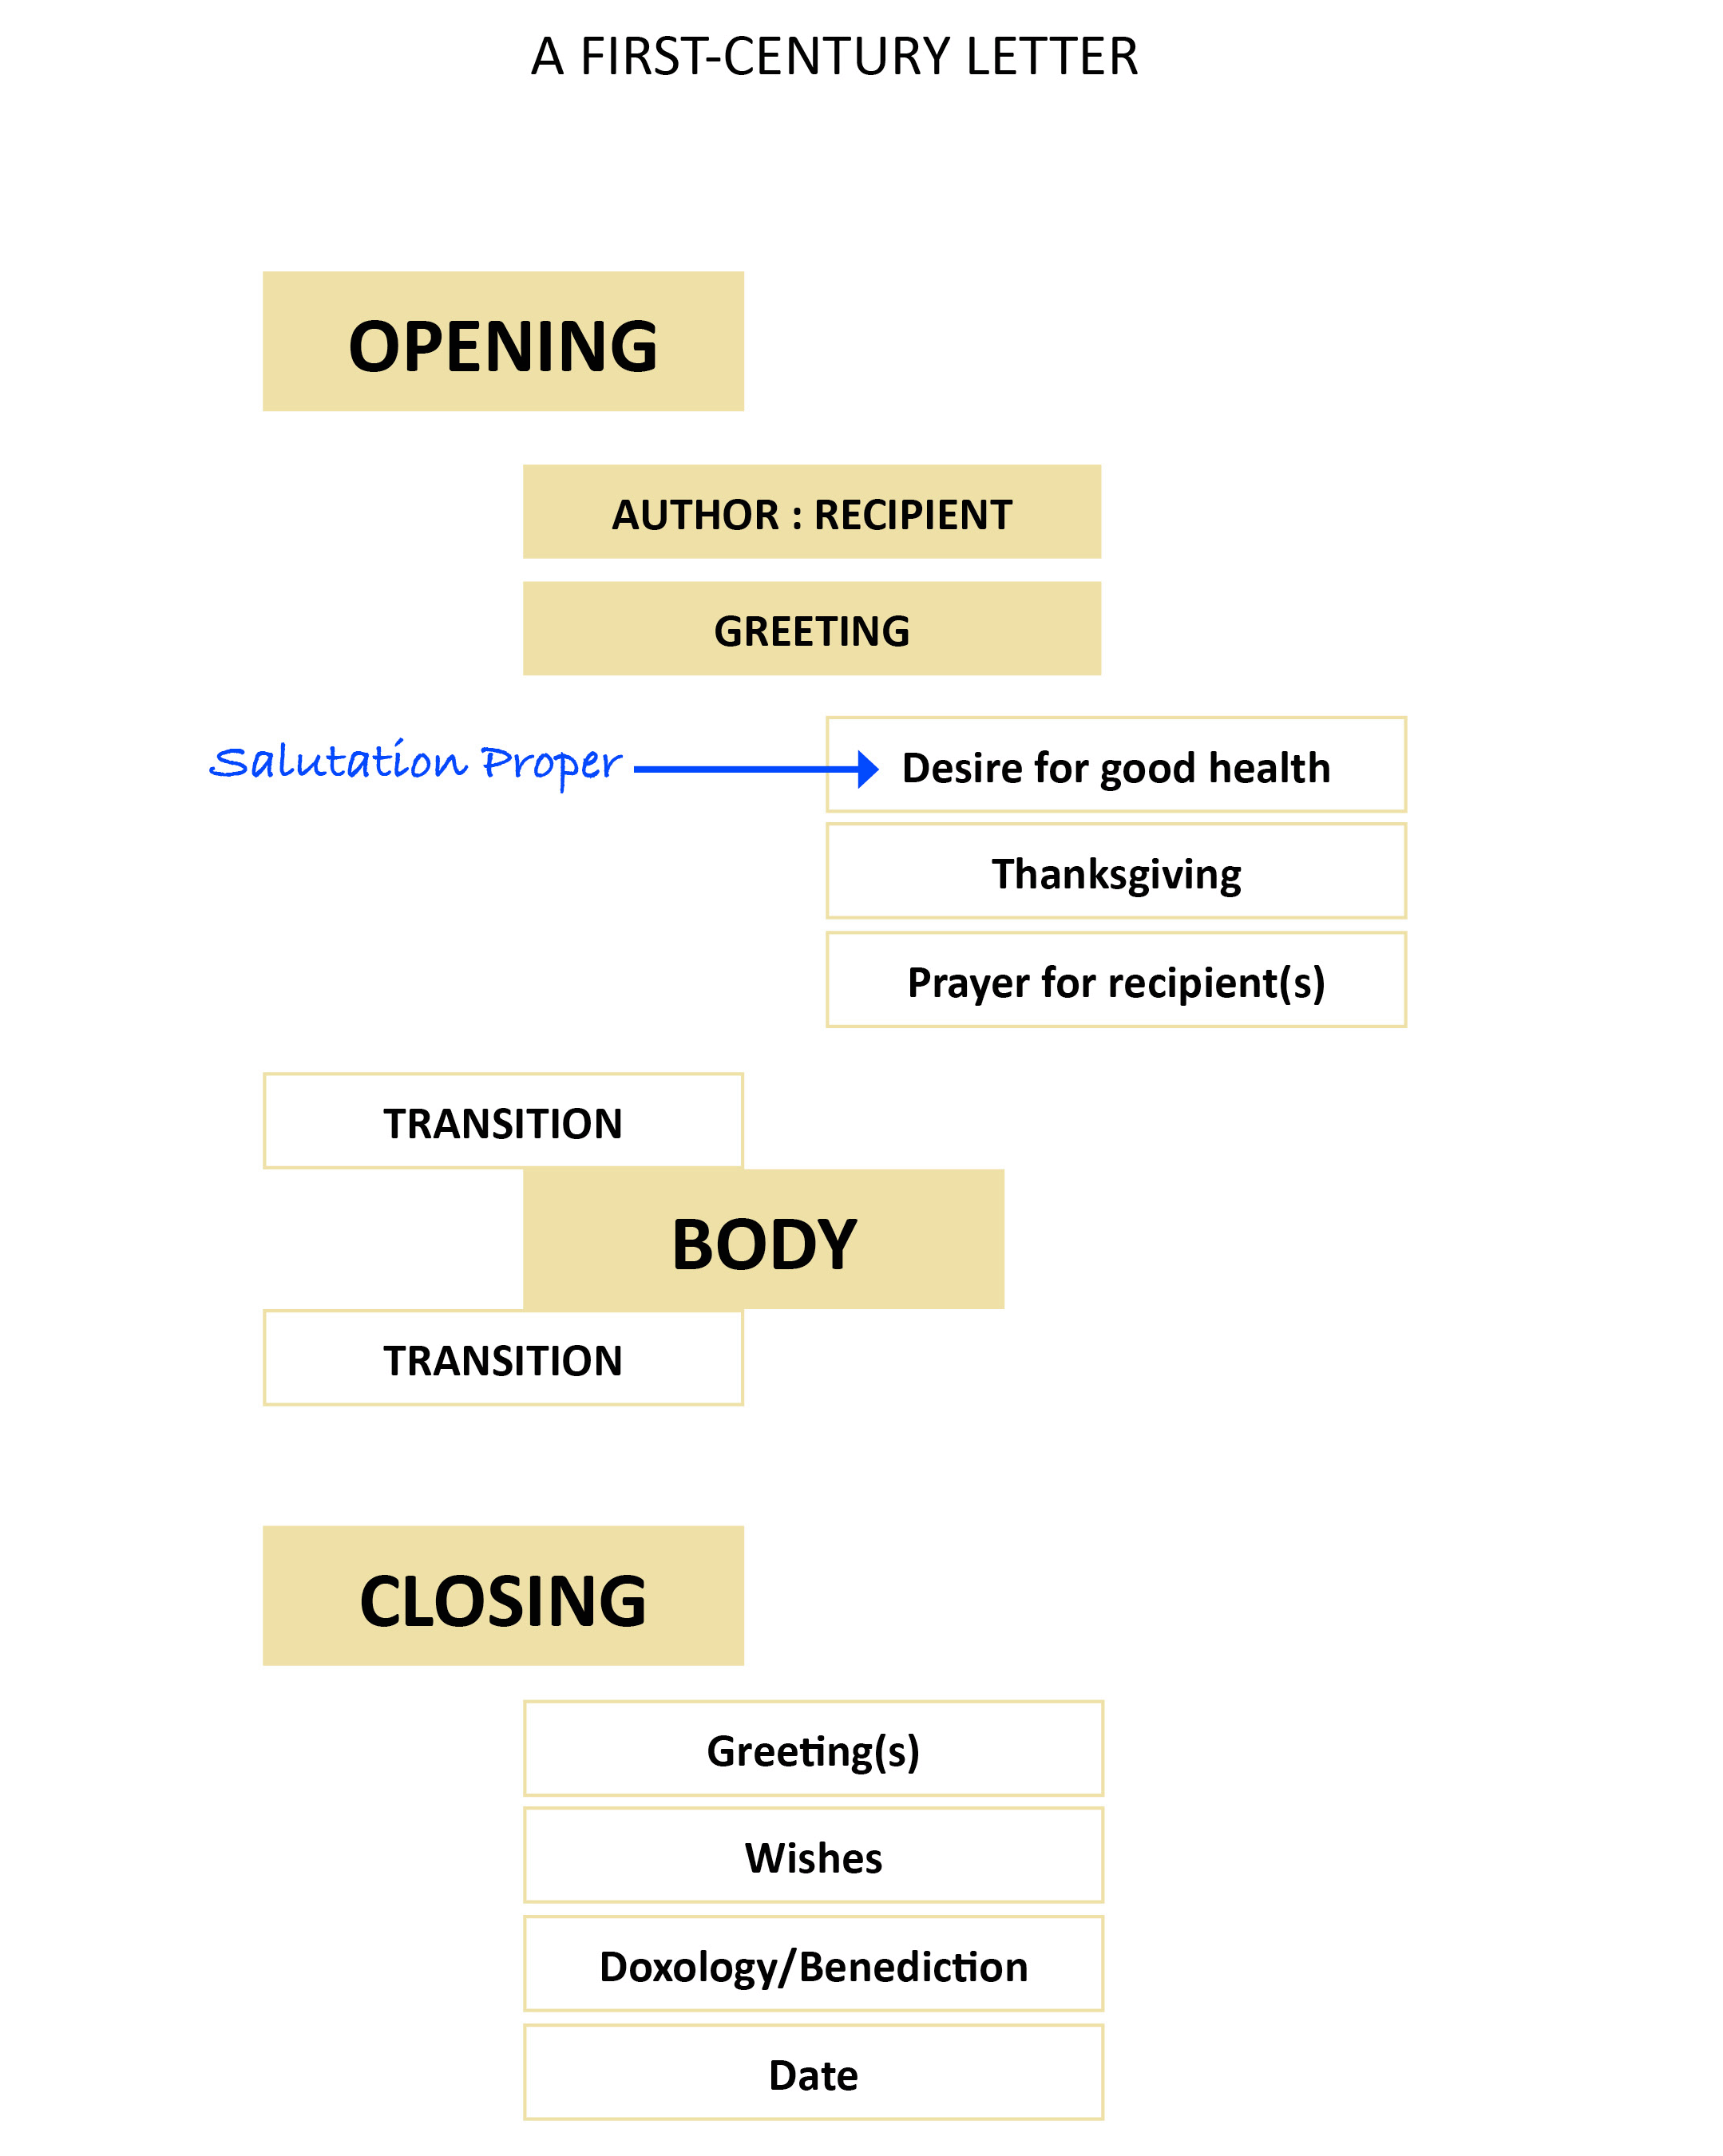 A FIRST-CENTURY LETTER
OPENING
AUTHOR : RECIPIENT
GREETING
Salutation Proper
Desire for good health
Thanksgiving
Prayer for recipient(s)
TRANSITION
BODY
TRANSITION
CLOSING
Greeting(s)
Wishes
Doxology/Benediction
Date